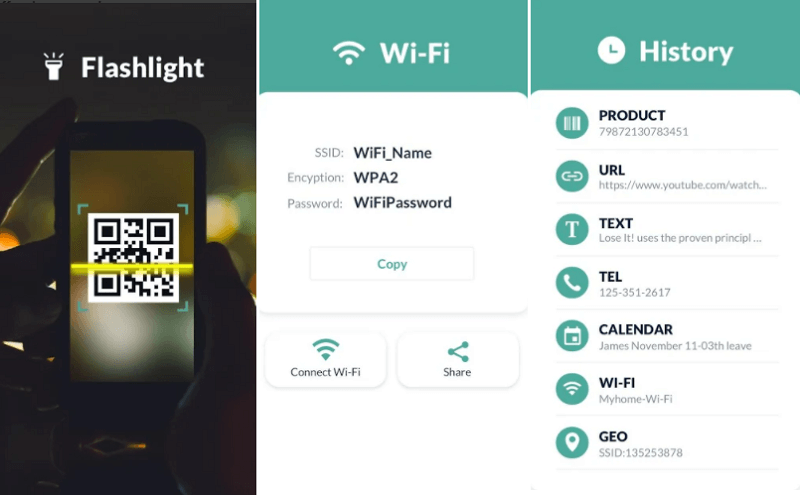 Flashlight
Wi-Fi
SSID: WiFi_Name
Encyption: WPA2
Password: WiFiPassword
Copy
Connect Wi-Fi
Share
History
PRODUCT
79872130783451
URL
https://www.youtube.com/watch...
TEXT
Lose It! uses the proven principl ...
TEL
125-351-2617
CALENDAR
James November 11-03th leave
WI-FI
Myhome-Wi-Fi
GEO
SSID:135253878